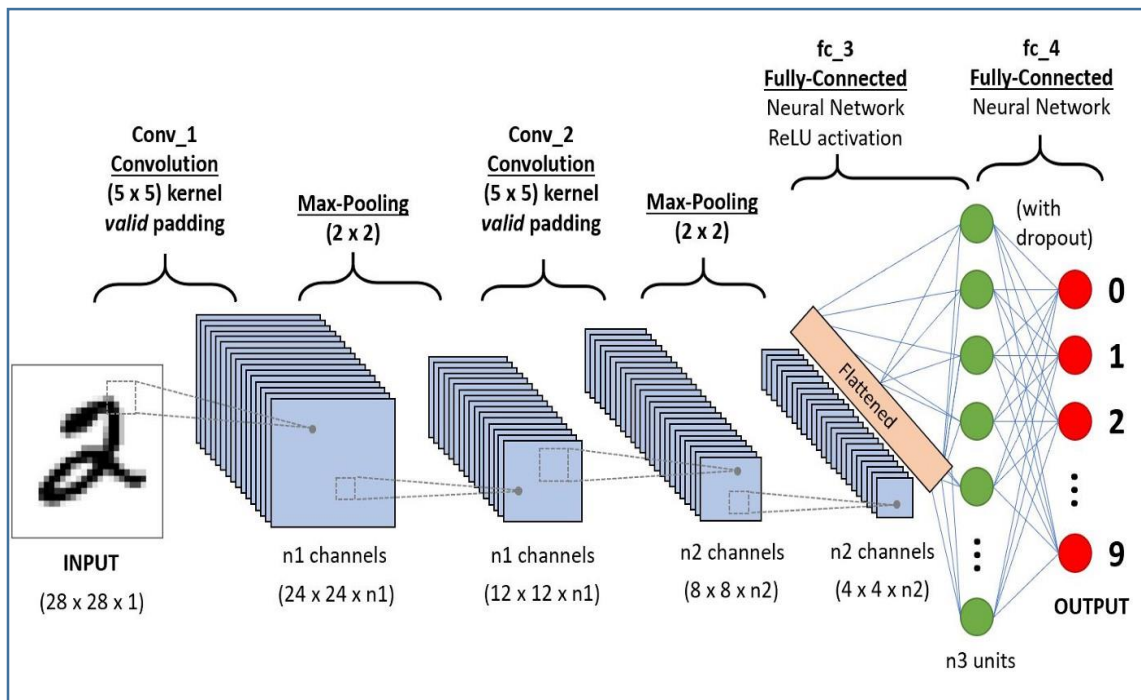 Conv_1
Convolution
(5 x 5) kernel
valid padding
Max-Pooling
(2 x 2)
Conv_2
Convolution
(5 x 5) kernel
valid padding
Max-Pooling
(2 x 2)
fc_3
Fully-Connected
Neural Network
ReLU activation
fc_4
Fully-Connected
Neural Network
(with
dropout)
2
INPUT
(28 x 28 x 1)
n1 channels
(24 x 24 x n1)
n1 channels
(12 x 12 x n1)
n2 channels
(8 x 8 x n2)
n2 channels
(4 x 4 x n2)
Flattened
n3 units
0
1
2
9
OUTPUT